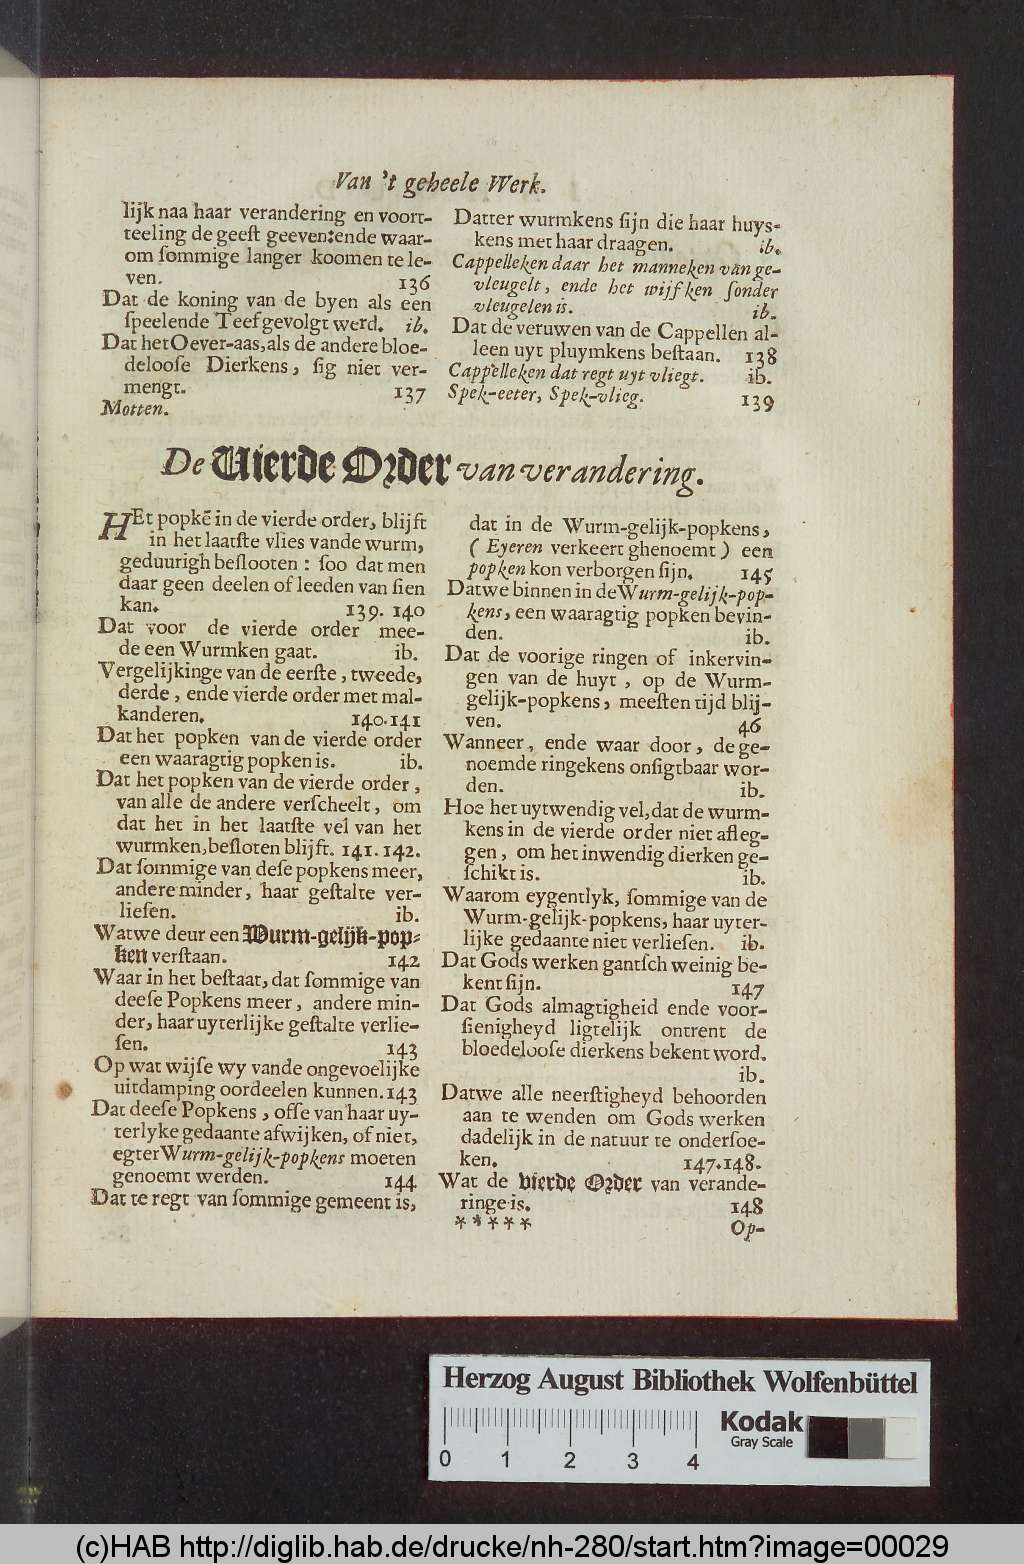 Van 't geheele Werk.
lijk naa haar verandering en voort-
teeling de geeſt geeven: ende waar-
om ſommige langer koomen te le-
ven. 136
Dat de koning van de byen als een
ſpeelende Teef gevolgt werd. ib.
Dat het Oever-aas, als de andere bloe-
deloose Dierkens, ſig niet ver-
mengt. 137
Motten.
Datter wurmkens ſijn die haar huys-
kens met haar draagen. ib.
Cappelleken daar het manneken van ge-
vleugelt, ende het wijfken ſonder
vleugelen is. ib.
Dat de veruwen van de Cappellen al-
leen uyt pluymkens beſtaan. 138
Cappelleken dat regt uyt vliegt. ib.
Spek-eeter, Spek-vlieg. 139
De Vierde Order van verandering.
HEt popkē in de vierde order, blijft
in het laatſte vlies vande wurm,
geduurigh beſlooten: ſoo dat men
daar geen deelen of leeden van ſien
kan. 139. 140
Dat voor de vierde order mee-
de een Wurmken gaat. ib.
Vergelijkinge van de eerſte, tweede,
derde, ende vierde order met mal-
kanderen. 140. 141
Dat het popken van de vierde order
een waaragtig popken is. ib.
Dat het popken van de vierde order,
van alle de andere verſcheelt, om
dat het in het laatſte vel van het
wurmken, beſloten blijft. 141. 142.
Dat ſommige van deſe popkens meer,
andere minder, haar geſtalte ver-
lieſen. ib.
Watwe deur een Wurm-gelijk-pop-
ken verſtaan. 142
Waar in het beſtaat, dat ſommige van
deeſe Popkens meer, andere min-
der, haar uyterlijke geſtalte verlie-
ſen. 143
Op wat wijſe wy vande ongevoelijke
uitdamping oordeelen kunnen. 143
Dat deeſe Popkens, offe van haar uy-
terlyke gedaante afwijken, of niet,
egter Wurm-gelijk-popkens moeten
genoemt werden. 144
Dat te regt van ſommige gemeent is,
dat in de Wurm-gelijk-popkens,
( Eyeren verkeert ghenoemt ) een
popken kon verborgen ſijn. 145
Datwe binnen in de Wurm-gelijk-pop-
kens, een waaragtig popken bevin-
den. ib.
Dat de voorige ringen of inkervin-
gen van de huyt, op de Wurm-
gelijk-popkens, meeſten tijd blij-
ven. 46
Wanneer, ende waar door, de ge-
noemde ringekens onſigtbaar wor-
den. ib.
Hoe het uytwendig vel, dat de wurm-
kens in de vierde order niet afleg-
gen, om het inwendig dierken ge-
ſchikt is. ib.
Waarom eygentlyk, ſommige van de
Wurm-gelijk-popkens, haar uyter-
lijke gedaante niet verlieſen. ib.
Dat Gods werken gantſch weinig be-
kent ſijn. 147
Dat Gods almagtigheid ende voor-
ſienigheyd ligtelijk ontrent de
bloedelooſe dierkens bekent word.
ib.
Datwe alle neerſtigheyd behoorden
aan te wenden om Gods werken
dadelijk in de natuur te onderſoe-
ken. 147.148.
Wat de vierde Order van verande-
ringe is. 148
* * * * *
Op-
Herzog August Bibliothek Wolfenbüttel
0 1 2 3 4
Kodak
Gray Scale
(c)HAB http://diglib.hab.de/drucke/nh-280/start.htm?image=00029